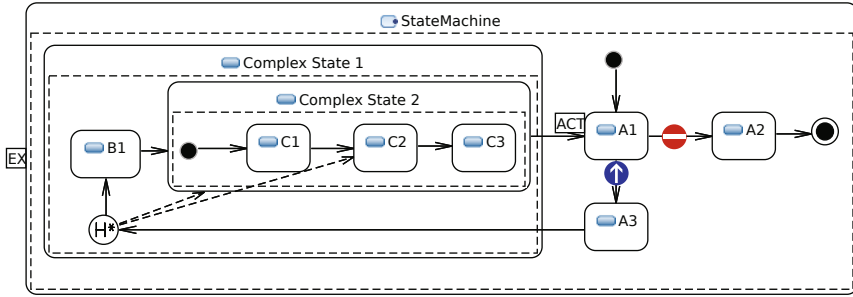 StateMachine
Complex State 1
Complex State 2
ACT
A1
A2
B1
C1
C2
C3
EX
A3
H*